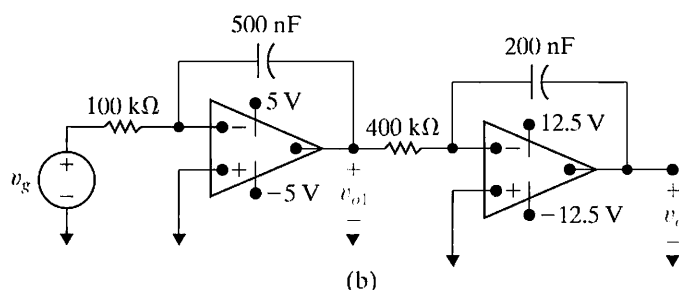 500 nF
200 nF
100 kΩ
5 V
400 kΩ
12.5 V
−
−
+
−
v_g
+
−5 V
+
v_o1
−
+
−12.5 V
+
−
(b)